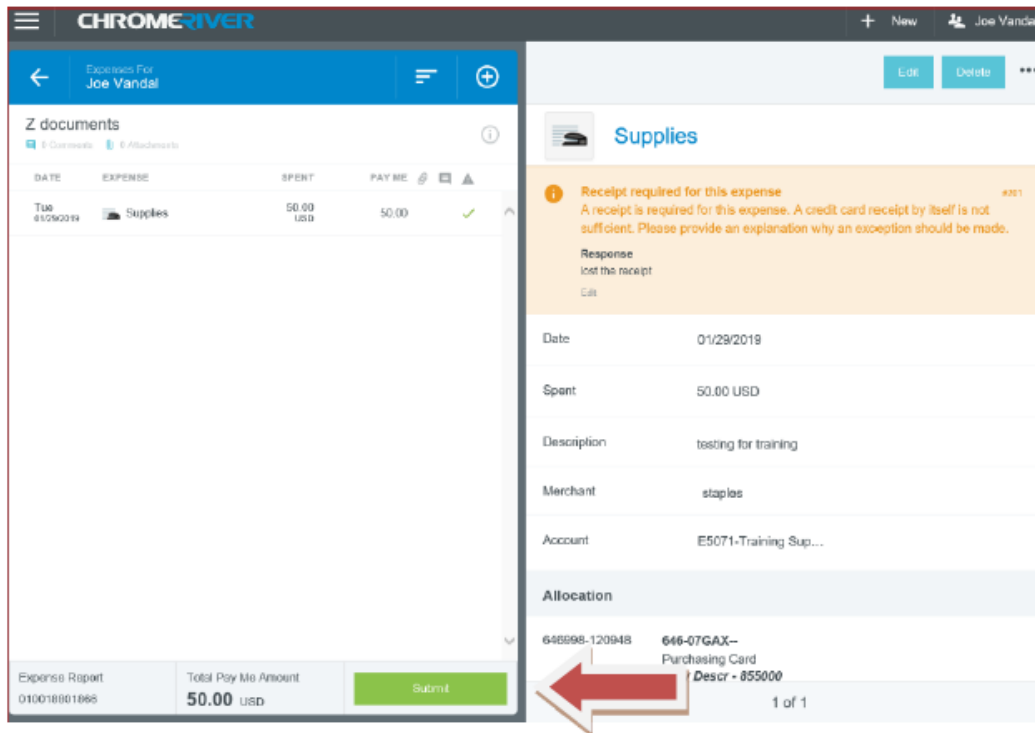 CHROMERIVER
+ New Joe Vandal
Expenses For
Joe Vandal
Z documents
0 Comments 0 Attachments
DATE EXPENSE SPENT PAY ME
Tue
01/29/2019
Supplies
50.00
USD
50.00
Expense Report
010018801866
Total Pay Me Amount
50.00 USD
Submit
Edit Delete
Supplies
Receipt required for this expense
A receipt is required for this expense. A credit card receipt by itself is not
sufficient. Please provide an explanation why an exception should be made.
Response
lost the receipt
Edit
Date 01/29/2019
Spent 50.00 USD
Description testing for training
Merchant staples
Account E5071-Training Sup...
Allocation
646998-120948 646-07GAX--
Purchasing Card
Descr - 855000
1 of 1